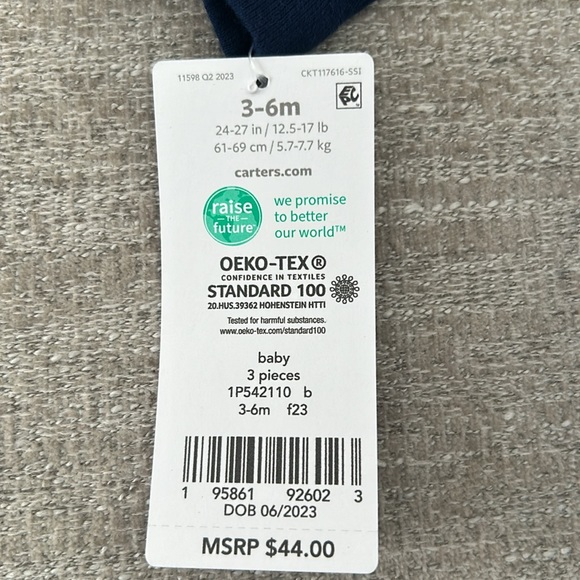 11598 Q2 2023 CKT117616-SSI
3-6m
24-27 in / 12.5-17 lb
61-69 cm / 5.7-7.7 kg
carters.com
raise
THE
future™
we promise
to better
our world™
OEKO-TEX®
CONFIDENCE IN TEXTILES
STANDARD 100
20.HUS.39362 HOHENSTEIN HTTI
Tested for harmful substances.
www.oeko-tex.com/standard100
baby
3 pieces
1P542110 b
3-6m f23
1 95861 92602 3
DOB 06/2023
MSRP $44.00